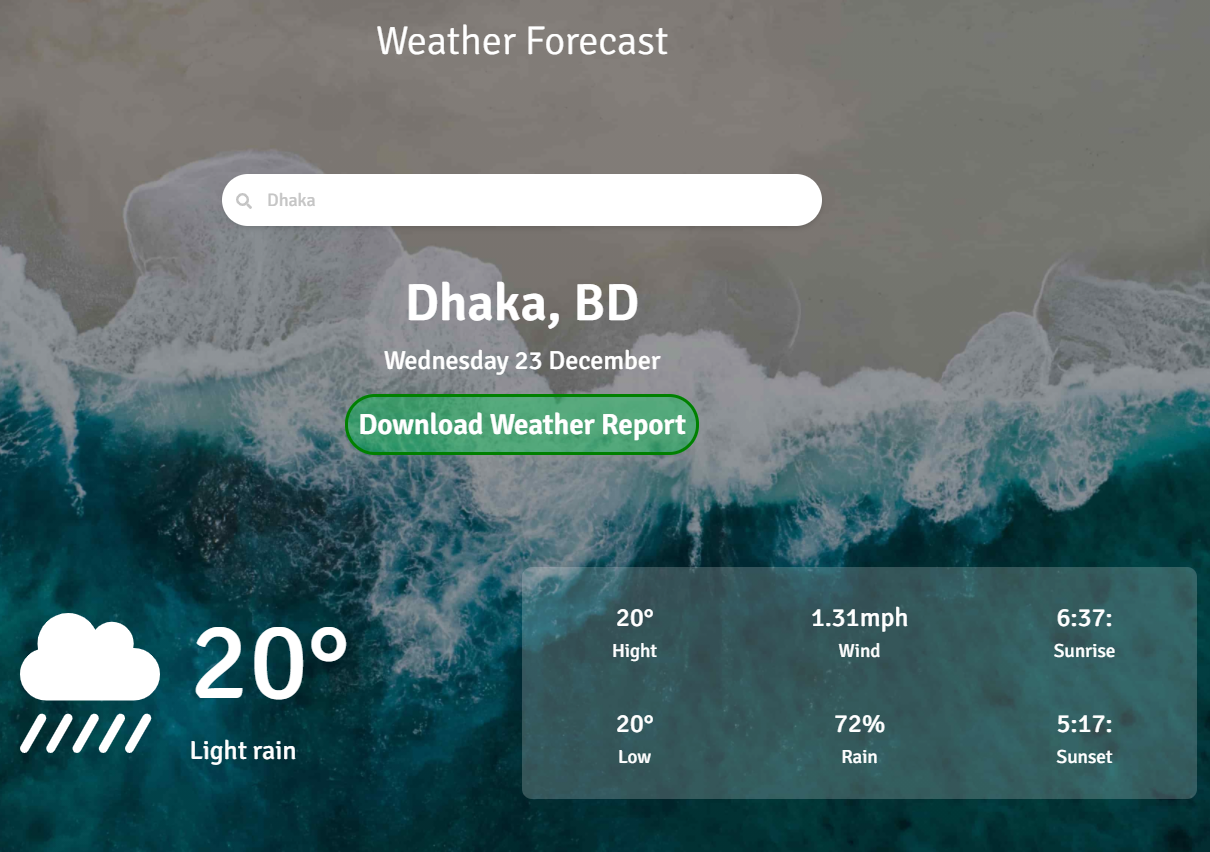 Weather Forecast
Dhaka
Dhaka, BD
Wednesday 23 December
Download Weather Report
20°
Light rain
20°
Hight
1.31mph
Wind
6:37:
Sunrise
20°
Low
72%
Rain
5:17:
Sunset